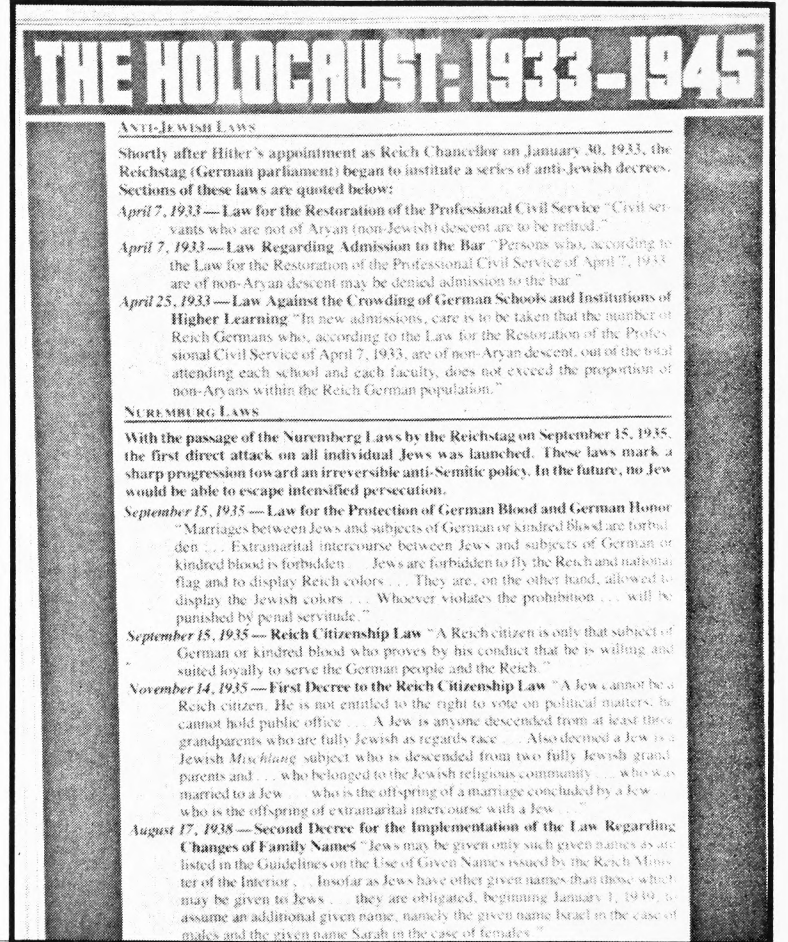 THE HOLOCAUST: 1933-1945
ANTI-JEWISH LAWS
Shortly after Hitler's appointment as Reich Chancellor on January 30, 1933, the
Reichstag (German parliament) began to institute a series of anti-Jewish decrees.
Sections of these laws are quoted below:
April 7, 1933 — Law for the Restoration of the Professional Civil Service "Civil ser-
vants who are not of Aryan (non-Jewish) descent are to be retired."
April 7, 1933 — Law Regarding Admission to the Bar "Persons who, according to
the Law for the Restoration of the Professional Civil Service of April 7, 1933
are of non-Aryan descent may be denied admission to the bar"
April 25, 1933 — Law Against the Crowding of German Schools and Institutions of
Higher Learning "In new admissions, care is to be taken that the number of
Reich Germans who, according to the Law for the Restoration of the Profes-
sional Civil Service of April 7, 1933, are of non-Aryan descent, out of the total
attending each school and each faculty, does not exceed the proportion of
non-Aryans within the Reich German population."
NUREMBURG LAWS
With the passage of the Nuremberg Laws by the Reichstag on September 15, 1935,
the first direct attack on all individual Jews was launched. These laws mark a
sharp progression toward an irreversible anti-Semitic policy. In the future, no Jew
would be able to escape intensified persecution.
September 15, 1935 — Law for the Protection of German Blood and German Honor
"Marriages between Jews and subjects of German or kindred blood are forbid-
den . . . Extramarital intercourse between Jews and subjects of German or
kindred blood is forbidden . . . Jews are forbidden to fly the Reich and national
flag and to display Reich colors . . . They are, on the other hand, allowed to
display the Jewish colors . . . Whoever violates the prohibition . . . will be
punished by penal servitude."
September 15, 1935 — Reich Citizenship Law "A Reich citizen is only that subject of
German or kindred blood who proves by his conduct that he is willing and
suited loyally to serve the German people and the Reich."
November 14, 1935 — First Decree to the Reich Citizenship Law "A Jew cannot be a
Reich citizen. He is not entitled to the right to vote on political matters; he
cannot hold public office . . . A Jew is anyone descended from at least three
grandparents who are fully Jewish as regards race . . . Also deemed a Jew is a
Jewish Mischlung subject who is descended from two fully Jewish grand-
parents and . . . who belonged to the Jewish religious community . . . who was
married to a Jew . . . who is the offspring of a marriage concluded by a Jew . . .
who is the offspring of extramarital intercourse with a Jew . . ."
August 17, 1938 — Second Decree for the Implementation of the Law Regarding
Changes of Family Names "Jews may be given only such given names as are
listed in the Guidelines on the Use of Given Names issued by the Reich Minis-
ter of the Interior . . . Insofar as Jews have other given names than those which
may be given to Jews . . . they are obligated, beginning January 1, 1939, to
assume an additional given name, namely the given name Israel in the case of
males and the given name Sarah in the case of females."